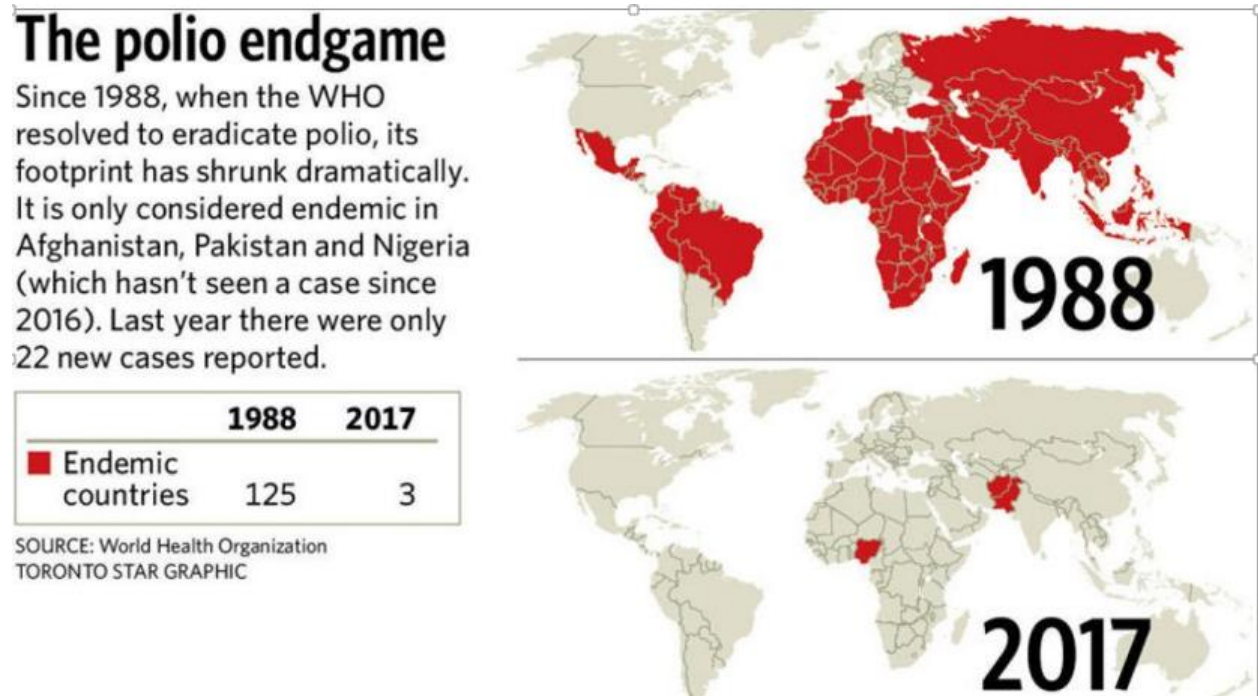 The polio endgame
Since 1988, when the WHO
resolved to eradicate polio, its
footprint has shrunk dramatically.
It is only considered endemic in
Afghanistan, Pakistan and Nigeria
(which hasn't seen a case since
2016). Last year there were only
22 new cases reported.
1988 2017
Endemic
countries 125 3
SOURCE: World Health Organization
TORONTO STAR GRAPHIC
1988
2017